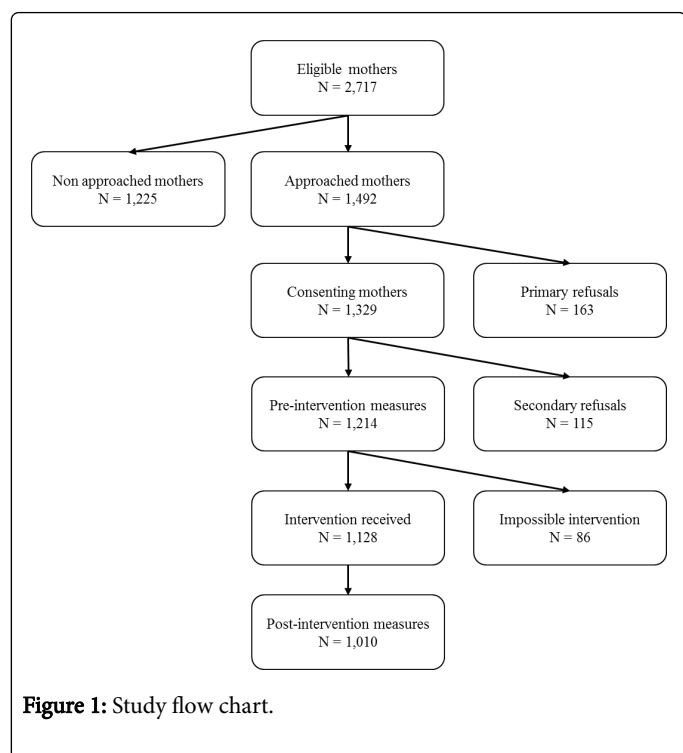 Eligible mothers
N = 2,717
Non approached mothers
N = 1,225
Approached mothers
N = 1,492
Consenting mothers
N = 1,329
Primary refusals
N = 163
Pre-intervention measures
N = 1,214
Secondary refusals
N = 115
Intervention received
N = 1,128
Impossible intervention
N = 86
Post-intervention measures
N = 1,010
Figure 1: Study flow chart.